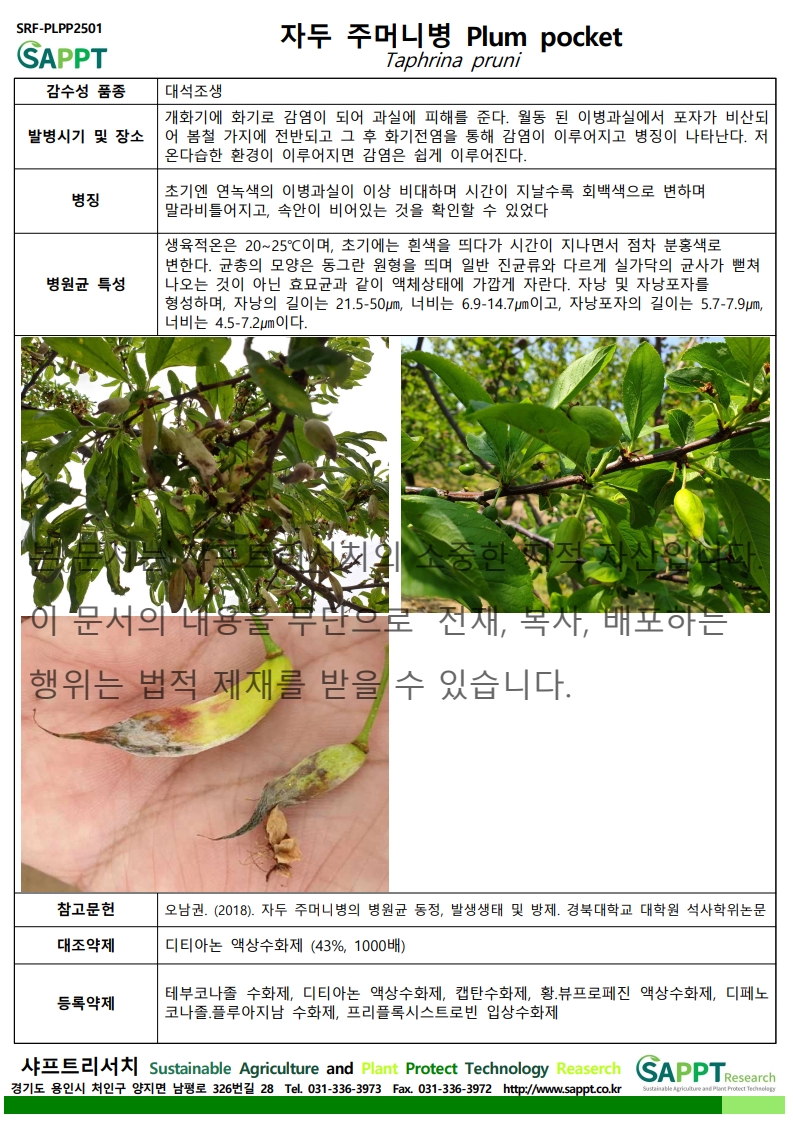 SRF-PLPP2501
SAPPT
자두 주머니병 Plum pocket
Taphrina pruni
감수성 품종
대석조생
발병시기 및 장소
개화기에 화기로 감염이 되어 과실에 피해를 준다. 월동 된 이병과실에서 포자가 비산되
어 봄철 가지에 전반되고 그 후 화기전염을 통해 감염이 이루어지고 병징이 나타난다. 저
온다습한 환경이 이루어지면 감염은 쉽게 이루어진다.
병징
초기엔 연녹색의 이병과실이 이상 비대하며 시간이 지날수록 회백색으로 변하며
말라비틀어지고, 속안이 비어있는 것을 확인할 수 있었다
병원균 특성
생육적온은 20~25℃이며, 초기에는 흰색을 띄다가 시간이 지나면서 점차 분홍색로
변한다. 균총의 모양은 동그란 원형을 띄며 일반 진균류와 다르게 실가닥의 균사가 뻗쳐
나오는 것이 아닌 효묘균과 같이 액체상태에 가깝게 자란다. 자낭 및 자낭포자를
형성하며, 자낭의 길이는 21.5-50㎛, 너비는 6.9-14.7㎛이고, 자낭포자의 길이는 5.7-7.9㎛,
너비는 4.5-7.2㎛이다.
본 문서는 샤프트리서치의 소중한 지적 자산입니다.
이 문서의 내용을 무단으로 전재, 복사, 배포하는
행위는 법적 제재를 받을 수 있습니다.
참고문헌
오남권. (2018). 자두 주머니병의 병원균 동정, 발생생태 및 방제. 경북대학교 대학원 석사학위논문
대조약제
디티아논 액상수화제 (43%, 1000배)
등록약제
테부코나졸 수화제, 디티아논 액상수화제, 캡탄수화제, 황.뷰프로페진 액상수화제, 디페노
코나졸.플루아지남 수화제, 프리플록시스트로빈 입상수화제
샤프트리서치 Sustainable Agriculture and Plant Protect Technology Reaserch
경기도 용인시 처인구 양지면 남평로 326번길 28 Tel. 031-336-3973 Fax. 031-336-3972 http://www.sappt.co.kr
SAPPT Research
Sustainable Agriculture and Plant Protect Technology